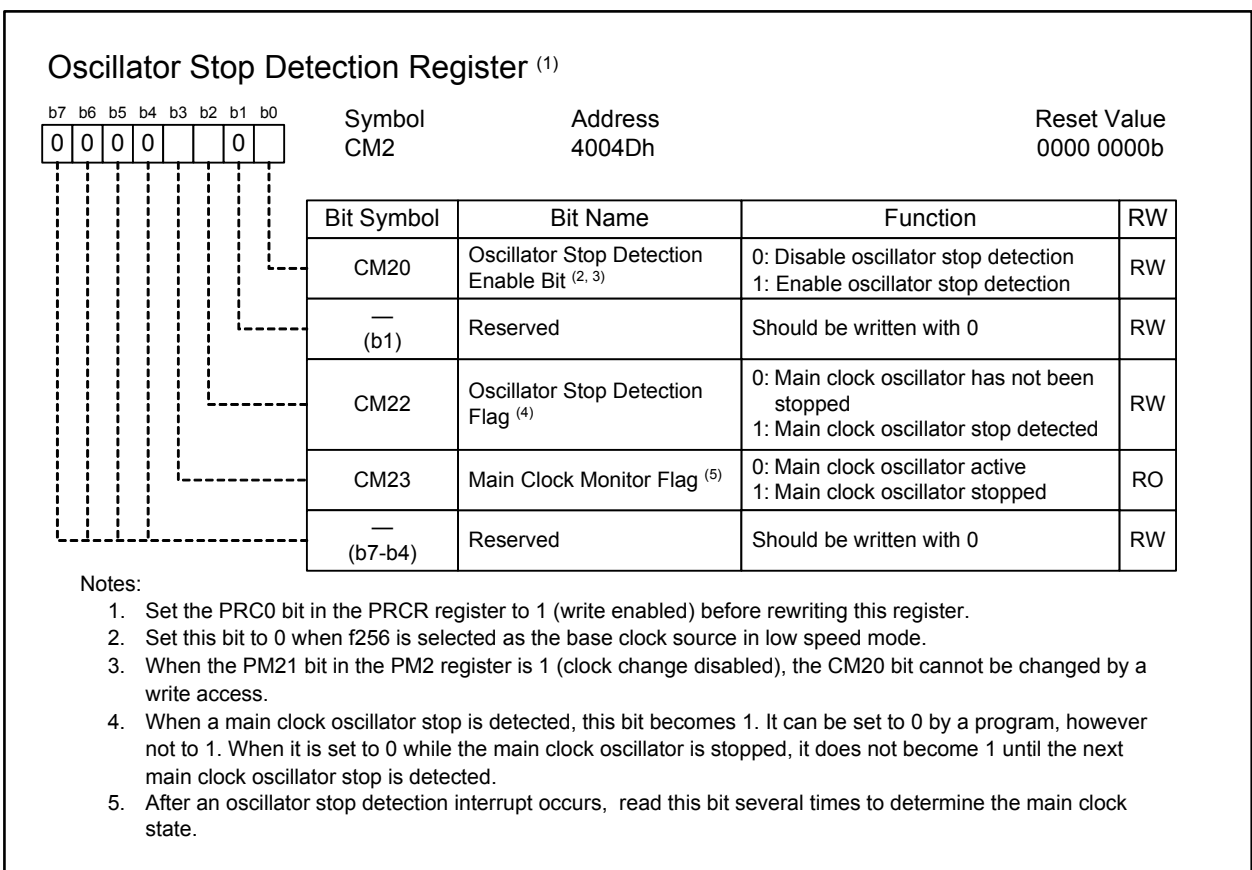 Oscillator Stop Detection Register (1)
b7 b6 b5 b4 b3 b2 b1 b0
0 0 0 0 0
Symbol Address Reset Value
CM2 4004Dh 0000 0000b
Bit Symbol Bit Name Function RW
CM20 Oscillator Stop Detection Enable Bit (2, 3) 0: Disable oscillator stop detection RW
1: Enable oscillator stop detection
— (b1) Reserved Should be written with 0 RW
CM22 Oscillator Stop Detection Flag (4) 0: Main clock oscillator has not been stopped RW
1: Main clock oscillator stop detected
CM23 Main Clock Monitor Flag (5) 0: Main clock oscillator active RO
1: Main clock oscillator stopped
— (b7-b4) Reserved Should be written with 0 RW
Notes:
1. Set the PRC0 bit in the PRCR register to 1 (write enabled) before rewriting this register.
2. Set this bit to 0 when f256 is selected as the base clock source in low speed mode.
3. When the PM21 bit in the PM2 register is 1 (clock change disabled), the CM20 bit cannot be changed by a
write access.
4. When a main clock oscillator stop is detected, this bit becomes 1. It can be set to 0 by a program, however
not to 1. When it is set to 0 while the main clock oscillator is stopped, it does not become 1 until the next
main clock oscillator stop is detected.
5. After an oscillator stop detection interrupt occurs, read this bit several times to determine the main clock
state.